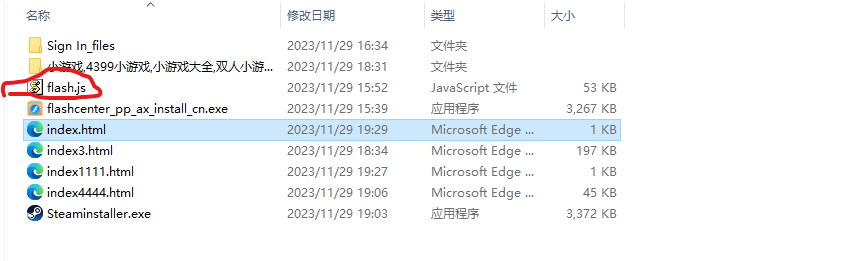 名称 修改日期 类型 大小
Sign In_files 2023/11/29 16:34 文件夹
小游戏,4399小游戏,小游戏大全,双人小游... 2023/11/29 18:31 文件夹
flash.js 2023/11/29 15:52 JavaScript 文件 53 KB
flashcenter_pp_ax_install_cn.exe 2023/11/29 15:39 应用程序 3,267 KB
index.html 2023/11/29 19:29 Microsoft Edge ... 1 KB
index3.html 2023/11/29 18:34 Microsoft Edge ... 197 KB
index1111.html 2023/11/29 19:27 Microsoft Edge ... 1 KB
index4444.html 2023/11/29 19:06 Microsoft Edge ... 45 KB
Steaminstaller.exe 2023/11/29 19:03 应用程序 3,372 KB